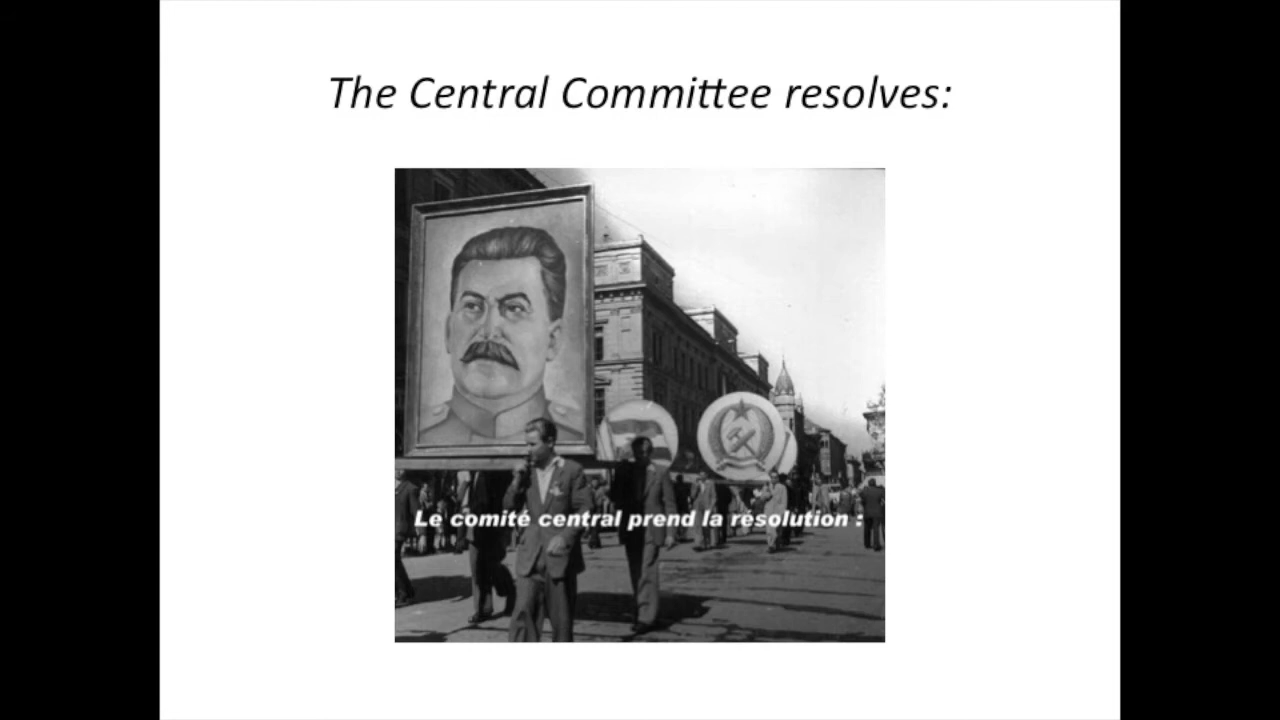 The Central Committee resolves:
Le comité central prend la résolution :